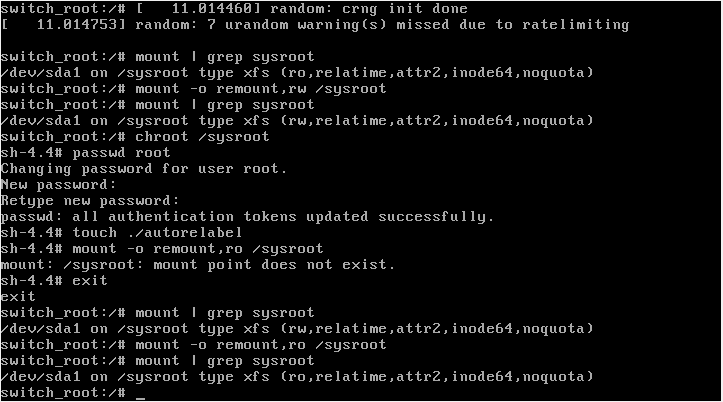 switch_root:/# [   11.014460] random: crng init done
[   11.014753] random: 7 urandom warning(s) missed due to ratelimiting
switch_root:/# mount | grep sysroot
/dev/sda1 on /sysroot type xfs (ro,relatime,attr2,inode64,noquota)
switch_root:/# mount -o remount,rw /sysroot
switch_root:/# mount | grep sysroot
/dev/sda1 on /sysroot type xfs (rw,relatime,attr2,inode64,noquota)
switch_root:/# chroot /sysroot
sh-4.4# passwd root
Changing password for user root.
New password:
Retype new password:
passwd: all authentication tokens updated successfully.
sh-4.4# touch ./autorelabel
sh-4.4# mount -o remount,ro /sysroot
mount: /sysroot: mount point does not exist.
sh-4.4# exit
exit
switch_root:/# mount | grep sysroot
/dev/sda1 on /sysroot type xfs (rw,relatime,attr2,inode64,noquota)
switch_root:/# mount -o remount,ro /sysroot
switch_root:/# mount | grep sysroot
/dev/sda1 on /sysroot type xfs (ro,relatime,attr2,inode64,noquota)
switch_root:/# _